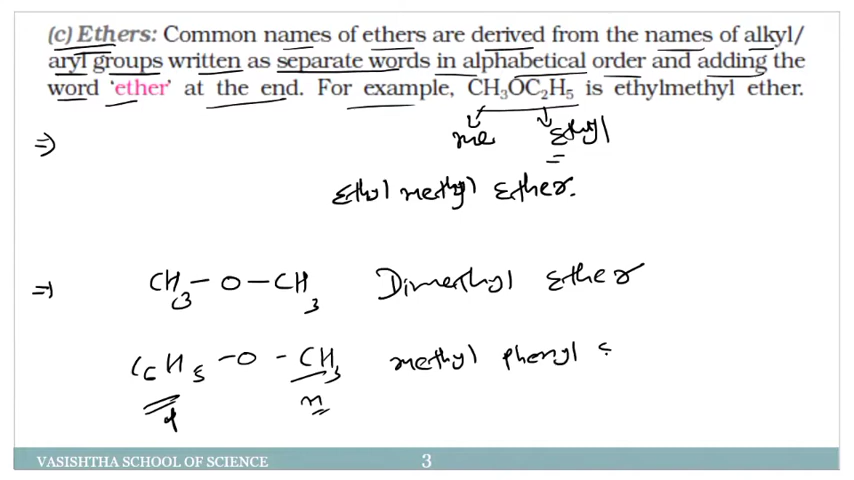 (c) Ethers: Common names of ethers are derived from the names of alkyl/
aryl groups written as separate words in alphabetical order and adding the
word ‘ether’ at the end. For example, CH₃OC₂H₅ is ethylmethyl ether.
⇒ me Ethyl
Ethyl methyl Ether.
⇒ CH₃ – O – CH₃ Dimethyl Ether
C₆H₅ – O – CH₃ methyl phenyl
m
VASISHTHA SCHOOL OF SCIENCE 3